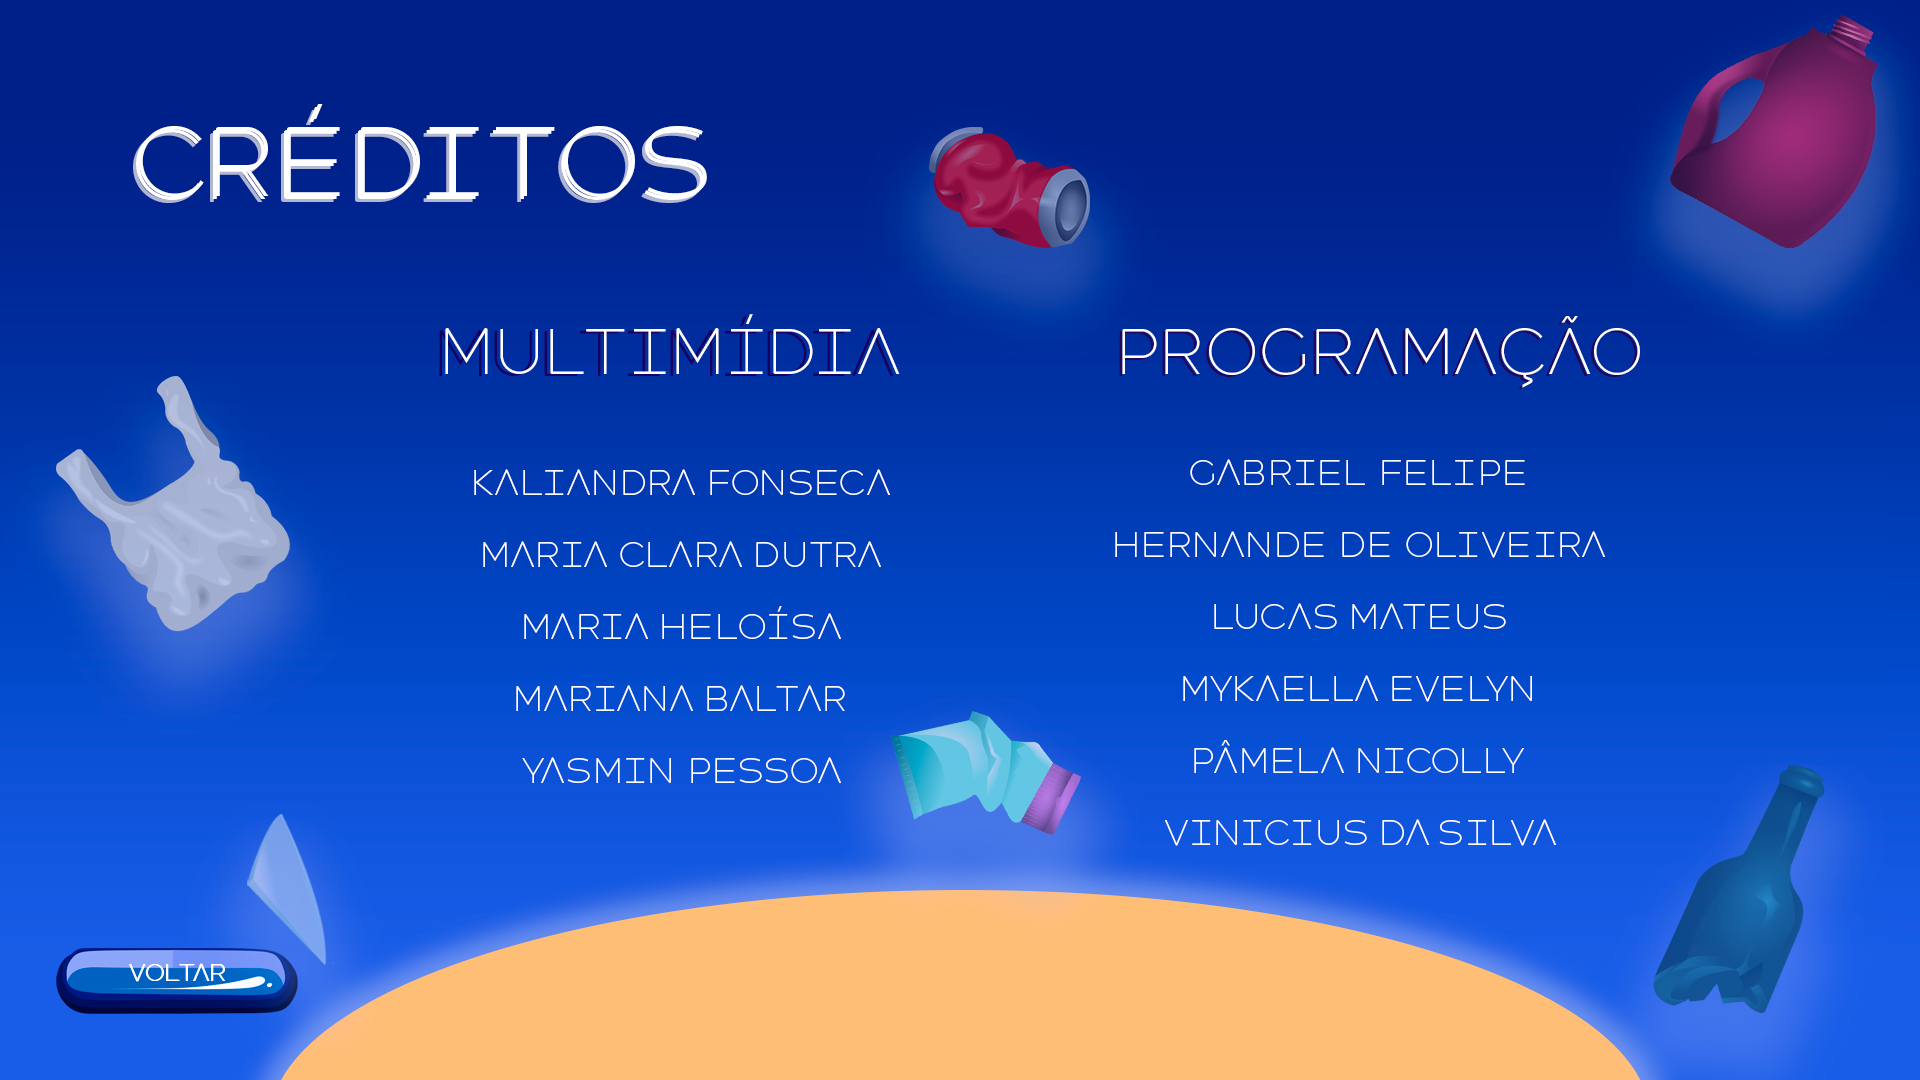 CRÉDITOS
MULTIMÍDIA
KALIANDRA FONSECA
MARIA CLARA DUTRA
MARIA HELOÍSA
MARIANA BALTAR
YASMIN PESSOA
PROGRAMAÇÃO
GABRIEL FELIPE
HERNANDE DE OLIVEIRA
LUCAS MATEUS
MYKAELLA EVELYN
PÂMELA NICOLLY
VINICIUS DA SILVA
VOLTAR